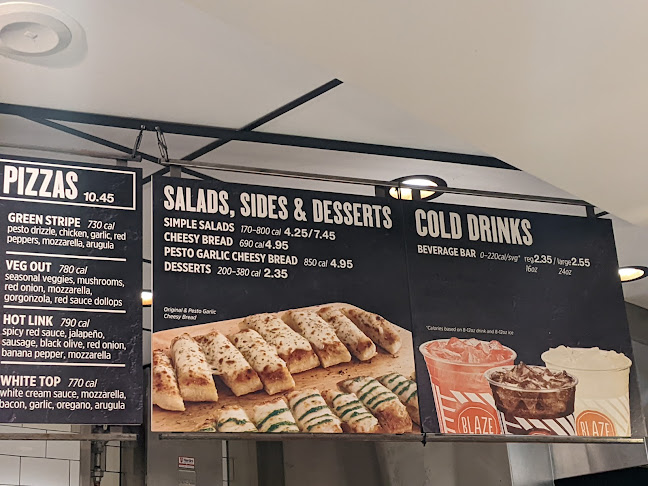 PIZZAS 10.45
GREEN STRIPE 730 cal
pesto drizzle, chicken, garlic, red
peppers, mozzarella, arugula
VEG OUT 780 cal
seasonal veggies, mushrooms,
red onion, mozzarella,
gorgonzola, red sauce dollops
HOT LINK 790 cal
spicy red sauce, jalapeño,
sausage, black olive, red onion,
banana pepper, mozzarella
WHITE TOP 770 cal
white cream sauce, mozzarella,
bacon, garlic, oregano, arugula
SALADS, SIDES & DESSERTS
SIMPLE SALADS 170-800 cal 4.25/7.45
CHEESY BREAD 690 cal 4.95
PESTO GARLIC CHEESY BREAD 850 cal 4.95
DESSERTS 200-380 cal 2.35
Original & Pesto Garlic
Cheesy Bread
COLD DRINKS
BEVERAGE BAR 0-220cal/svg* reg 2.35 / large 2.55
16oz 24oz
*Calories based on 8-12oz drink and 8-12oz ice
BLAZE
BLAZE